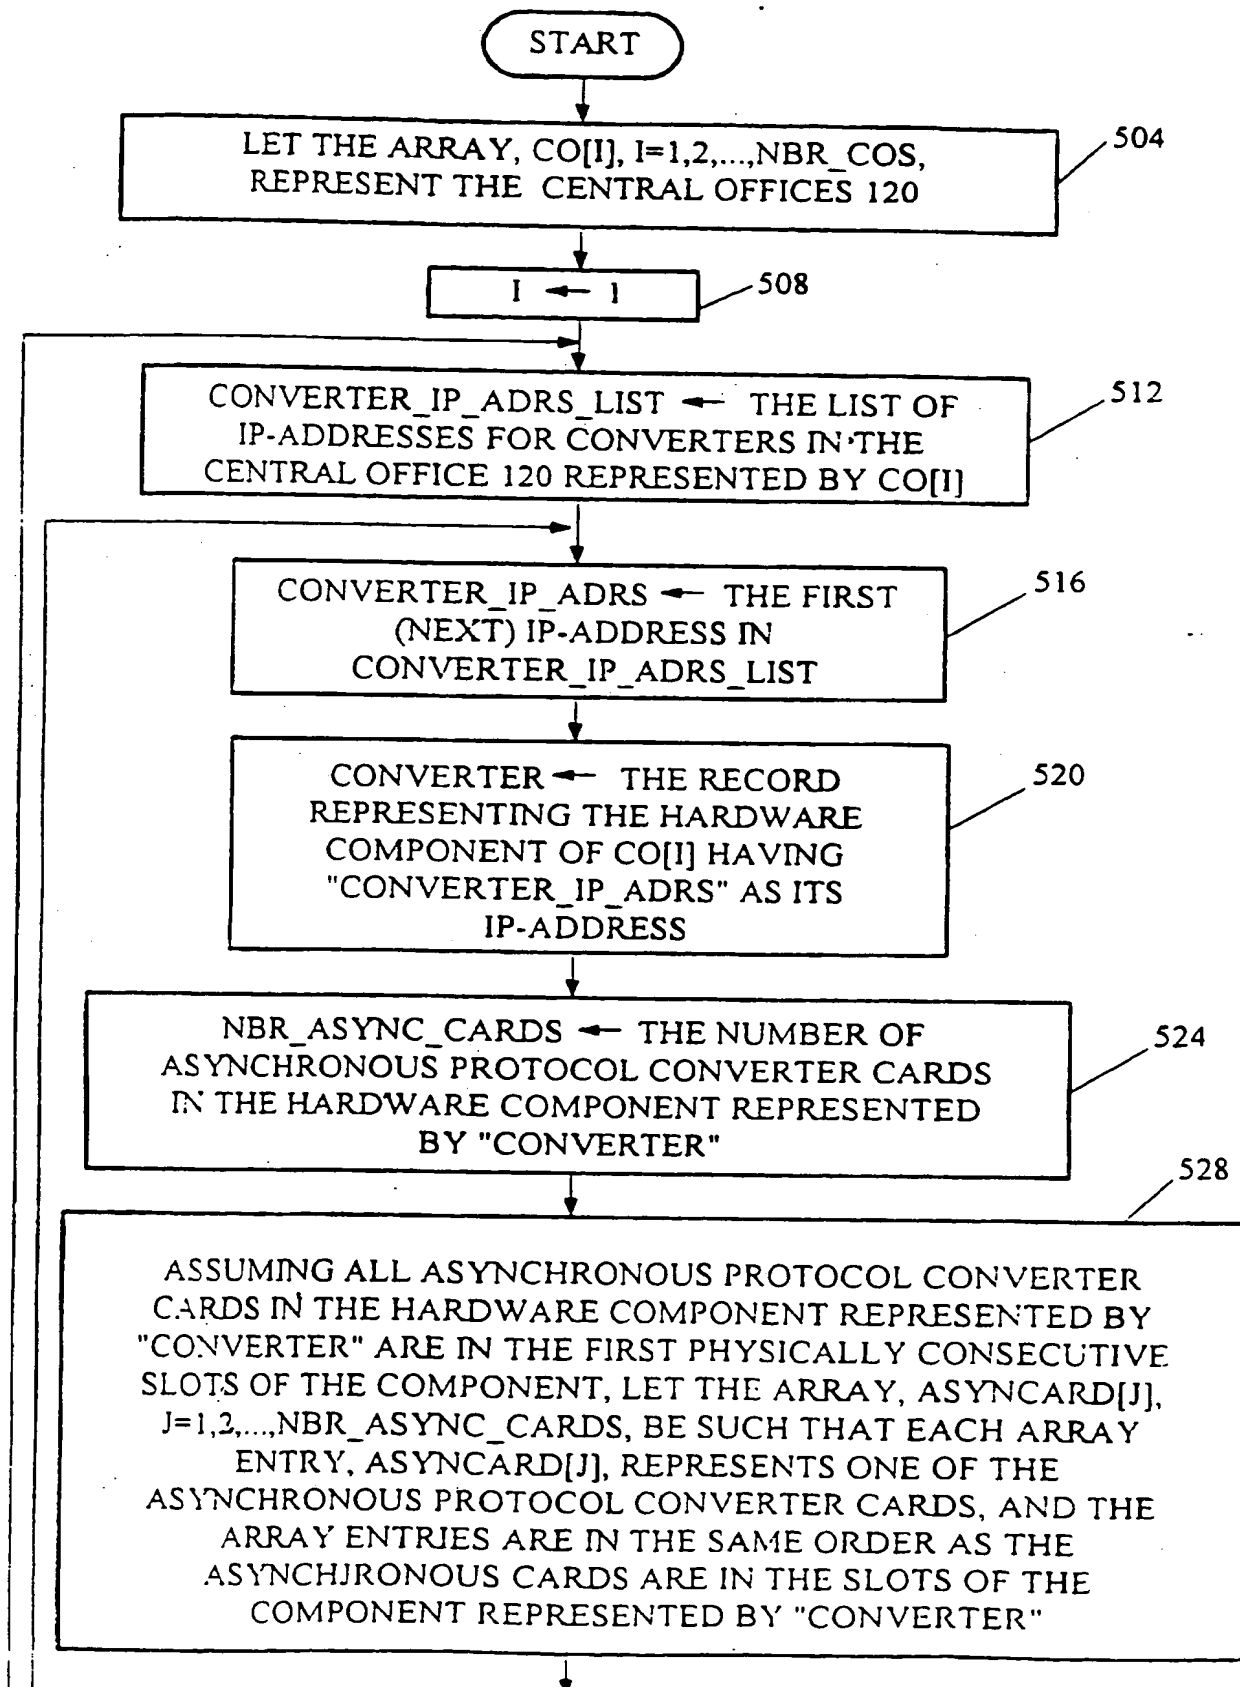 START
LET THE ARRAY, CO[I], I=1,2,...,NBR_COS,
REPRESENT THE CENTRAL OFFICES 120
504
I ← 1
508
CONVERTER_IP_ADRS_LIST ← THE LIST OF
IP-ADDRESSES FOR CONVERTERS IN THE
CENTRAL OFFICE 120 REPRESENTED BY CO[I]
512
CONVERTER_IP_ADRS ← THE FIRST
(NEXT) IP-ADDRESS IN
CONVERTER_IP_ADRS_LIST
516
CONVERTER ← THE RECORD
REPRESENTING THE HARDWARE
COMPONENT OF CO[I] HAVING
"CONVERTER_IP_ADRS" AS ITS
IP-ADDRESS
520
NBR_ASYNC_CARDS ← THE NUMBER OF
ASYNCHRONOUS PROTOCOL CONVERTER CARDS
IN THE HARDWARE COMPONENT REPRESENTED
BY "CONVERTER"
524
528
ASSUMING ALL ASYNCHRONOUS PROTOCOL CONVERTER
CARDS IN THE HARDWARE COMPONENT REPRESENTED BY
"CONVERTER" ARE IN THE FIRST PHYSICALLY CONSECUTIVE
SLOTS OF THE COMPONENT, LET THE ARRAY, ASYNCARD[J],
J=1,2,...,NBR_ASYNC_CARDS, BE SUCH THAT EACH ARRAY
ENTRY, ASYNCARD[J], REPRESENTS ONE OF THE
ASYNCHRONOUS PROTOCOL CONVERTER CARDS, AND THE
ARRAY ENTRIES ARE IN THE SAME ORDER AS THE
ASYNCHJRONOUS CARDS ARE IN THE SLOTS OF THE
COMPONENT REPRESENTED BY "CONVERTER"